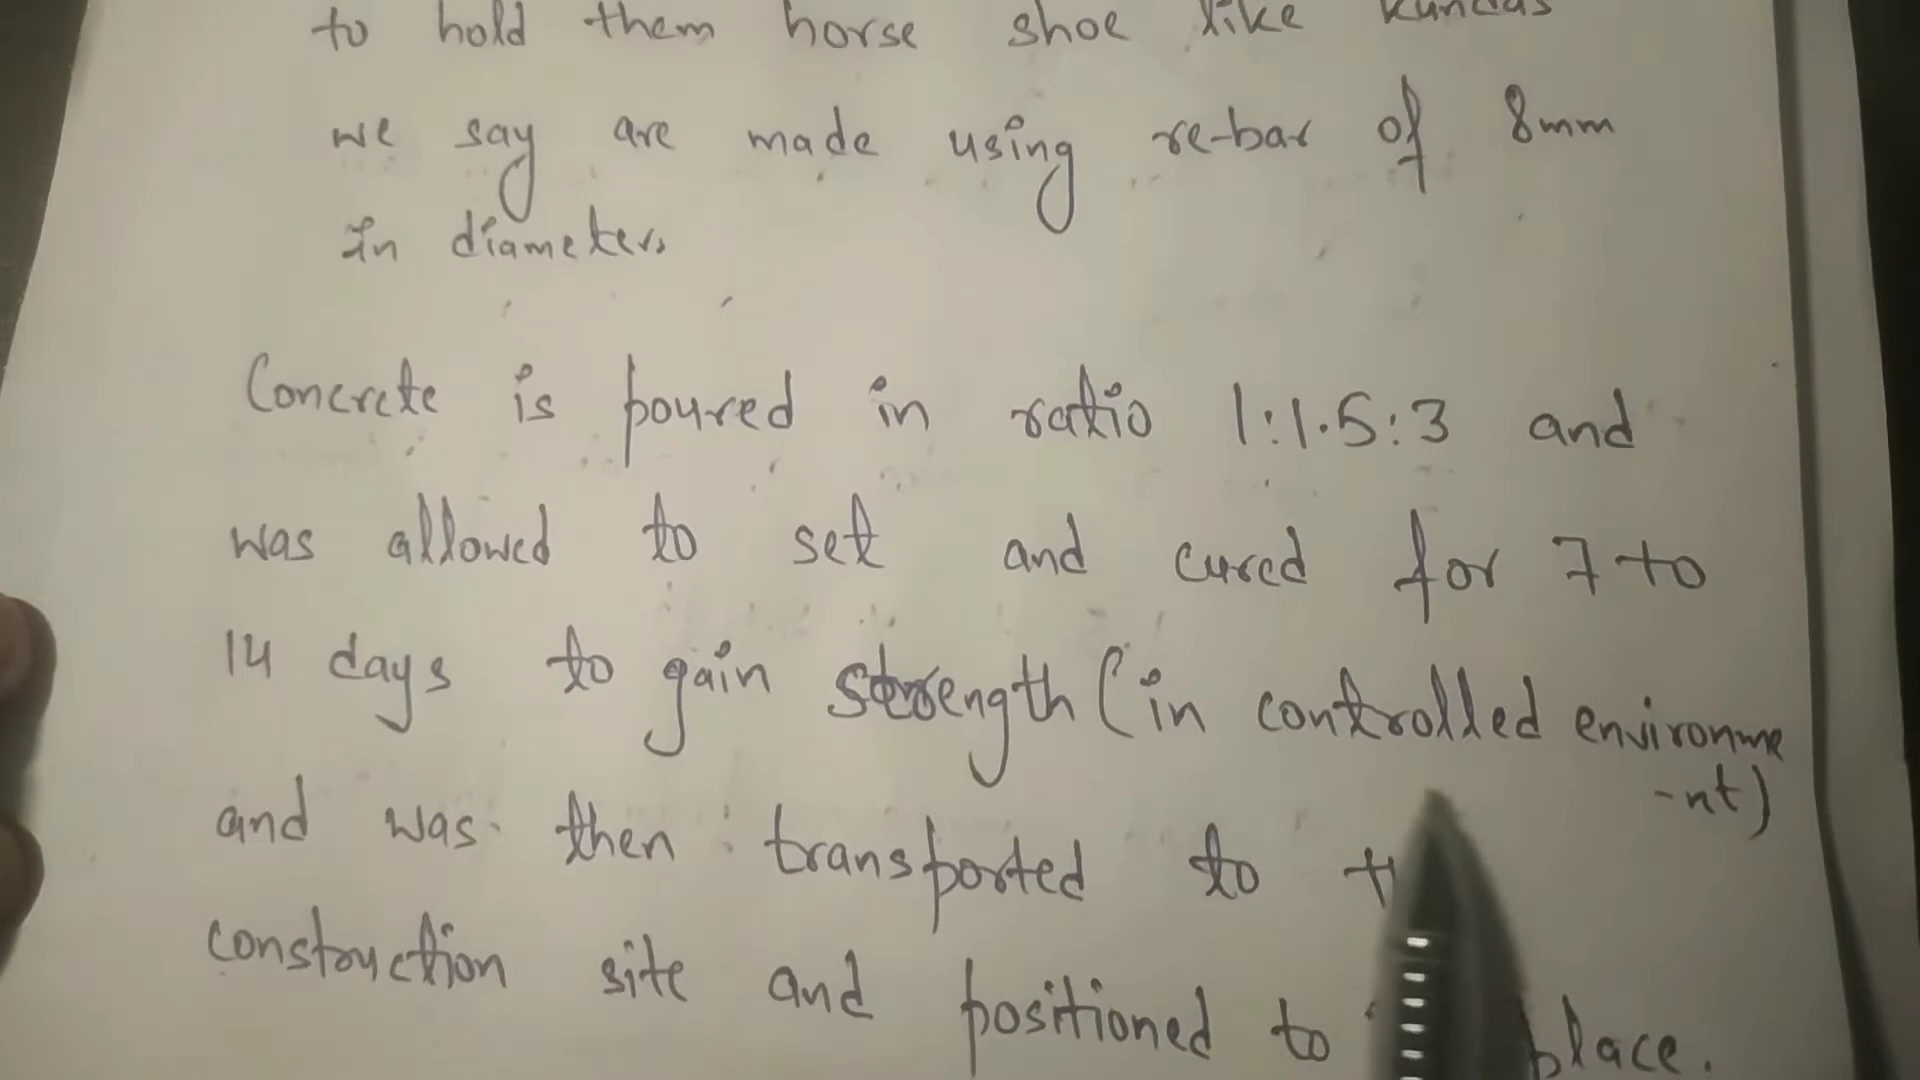 to hold them horse shoe like kundas
we say are made using re-bar of 8mm
in diameter.
Concrete is poured in ratio 1:1.5:3 and
was allowed to set and cured for 7 to
14 days to gain strength (in controlled environme
-nt)
and was then transported to
construction site and positioned to place.